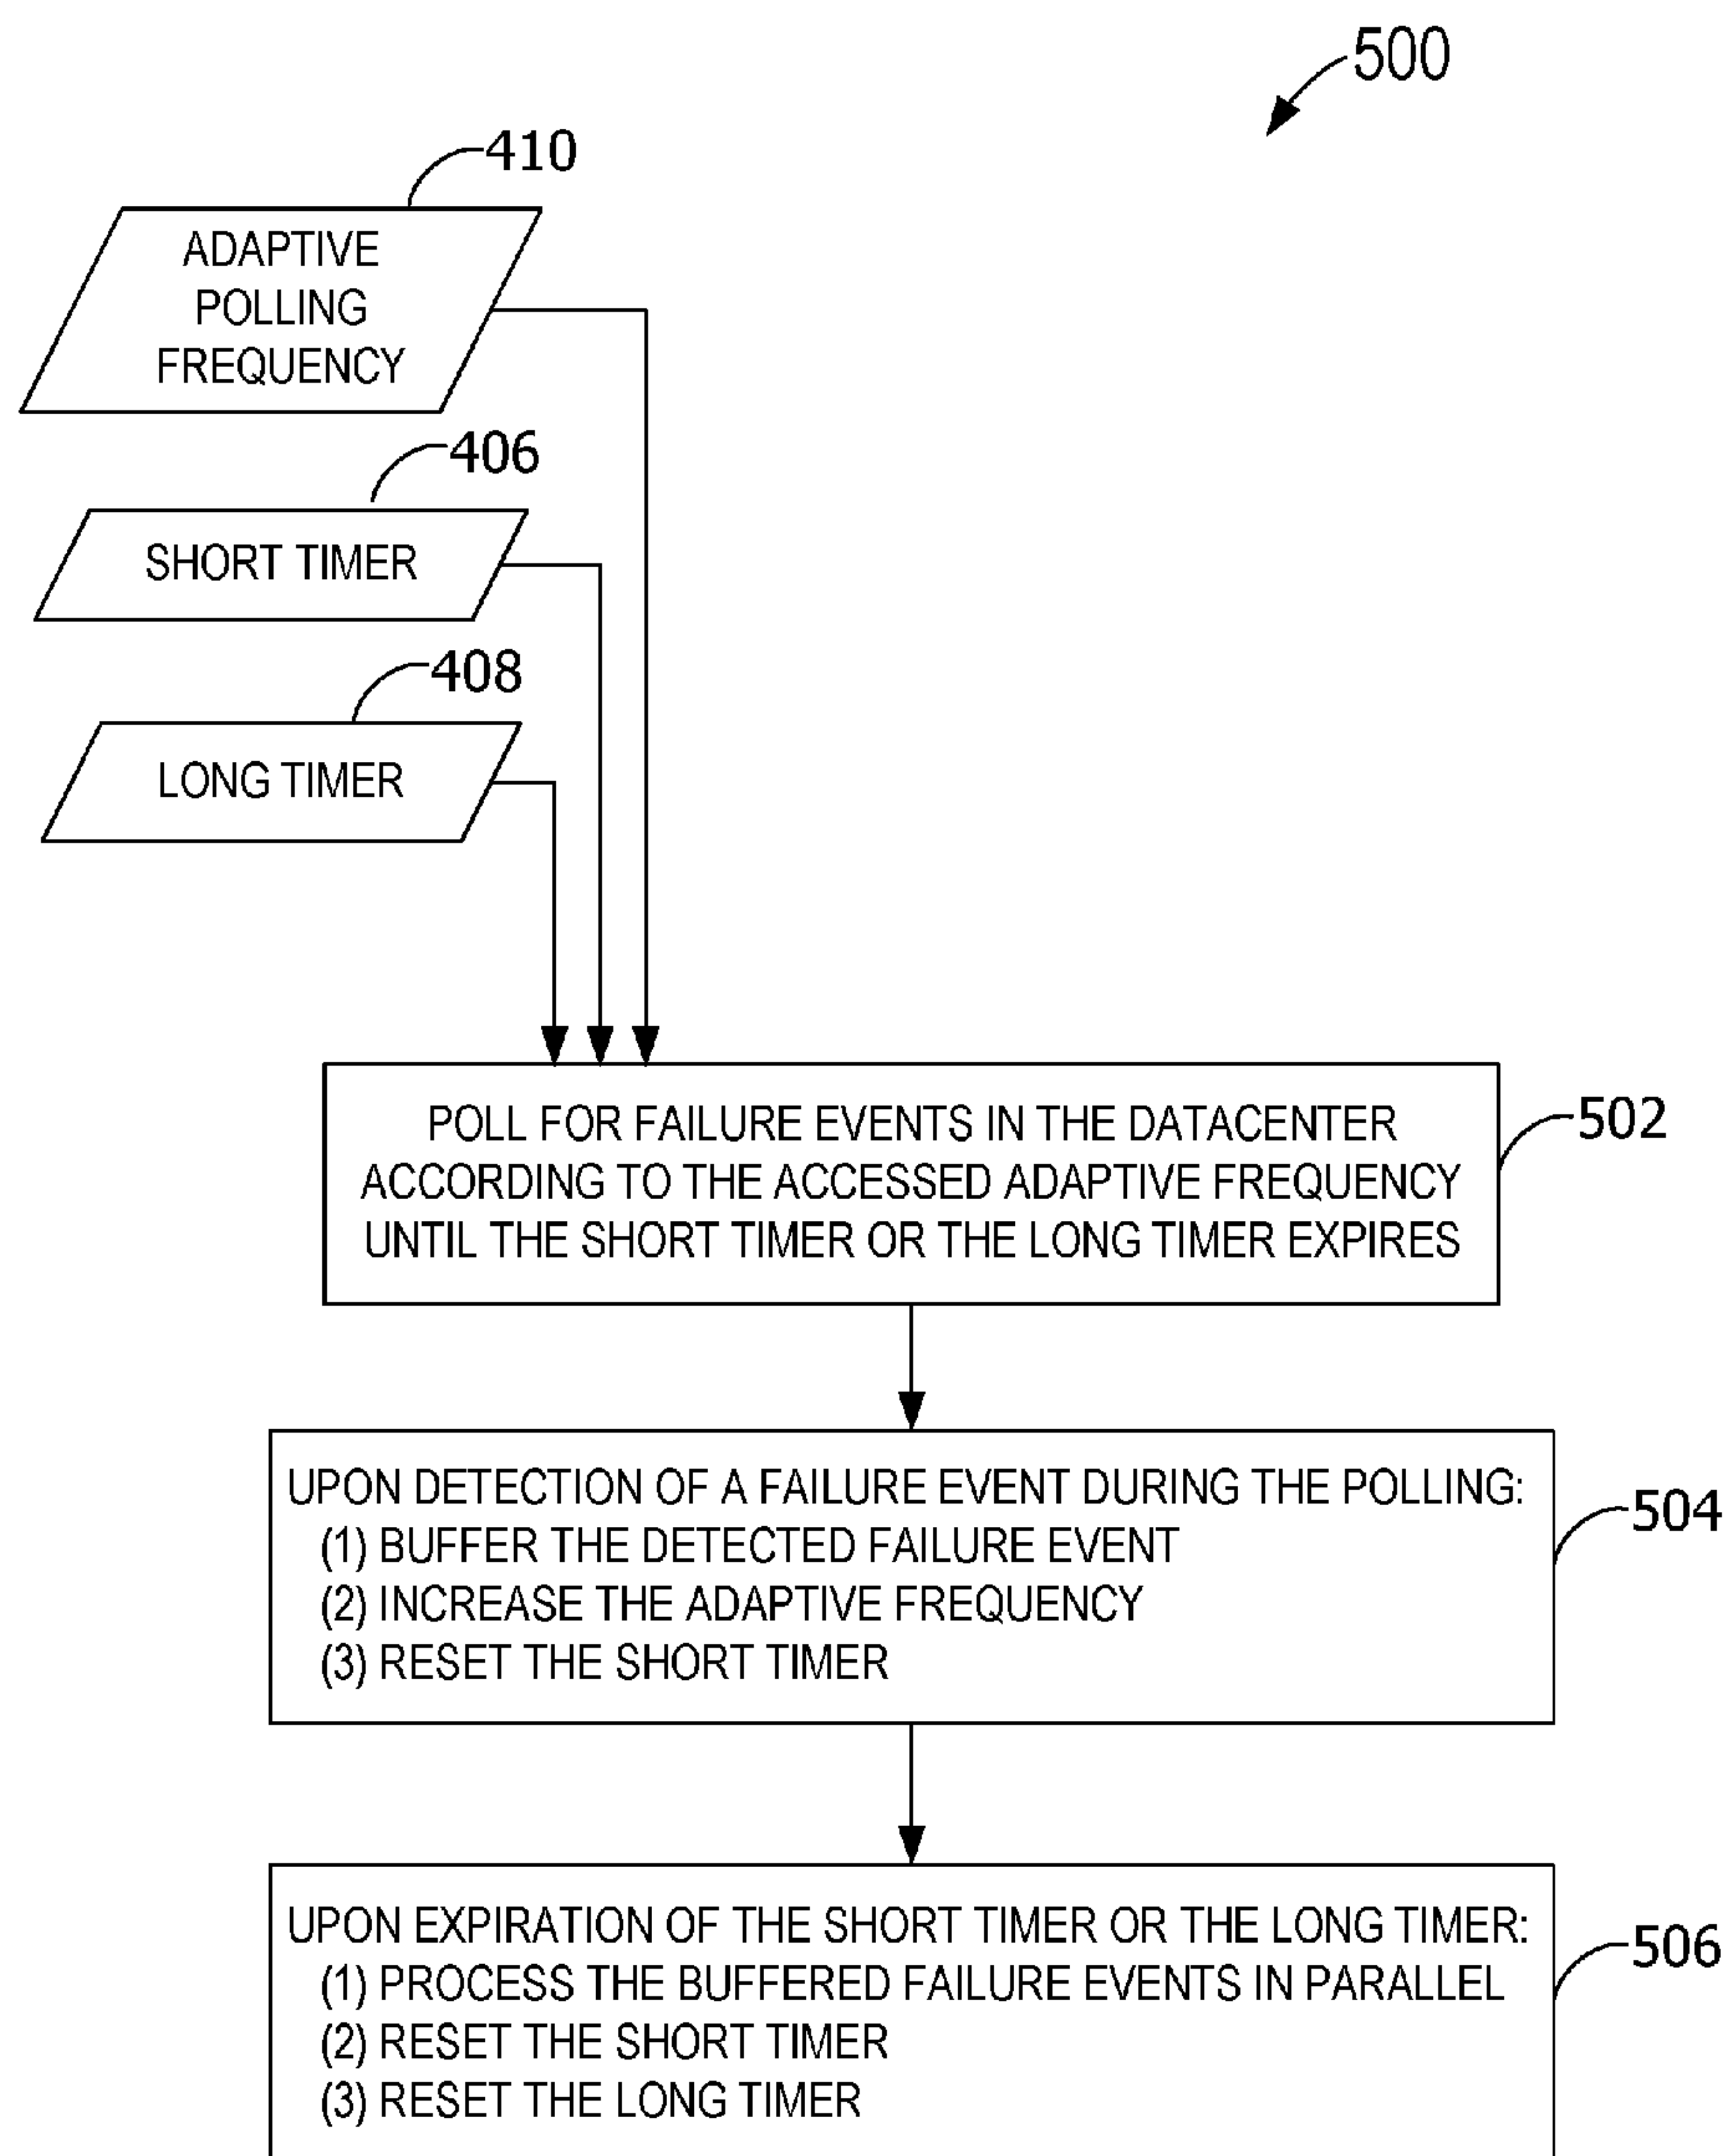 500
410
ADAPTIVE
POLLING
FREQUENCY
406
SHORT TIMER
408
LONG TIMER
POLL FOR FAILURE EVENTS IN THE DATACENTER
ACCORDING TO THE ACCESSED ADAPTIVE FREQUENCY
UNTIL THE SHORT TIMER OR THE LONG TIMER EXPIRES
502
UPON DETECTION OF A FAILURE EVENT DURING THE POLLING:
(1) BUFFER THE DETECTED FAILURE EVENT
(2) INCREASE THE ADAPTIVE FREQUENCY
(3) RESET THE SHORT TIMER
504
UPON EXPIRATION OF THE SHORT TIMER OR THE LONG TIMER:
(1) PROCESS THE BUFFERED FAILURE EVENTS IN PARALLEL
(2) RESET THE SHORT TIMER
(3) RESET THE LONG TIMER
506